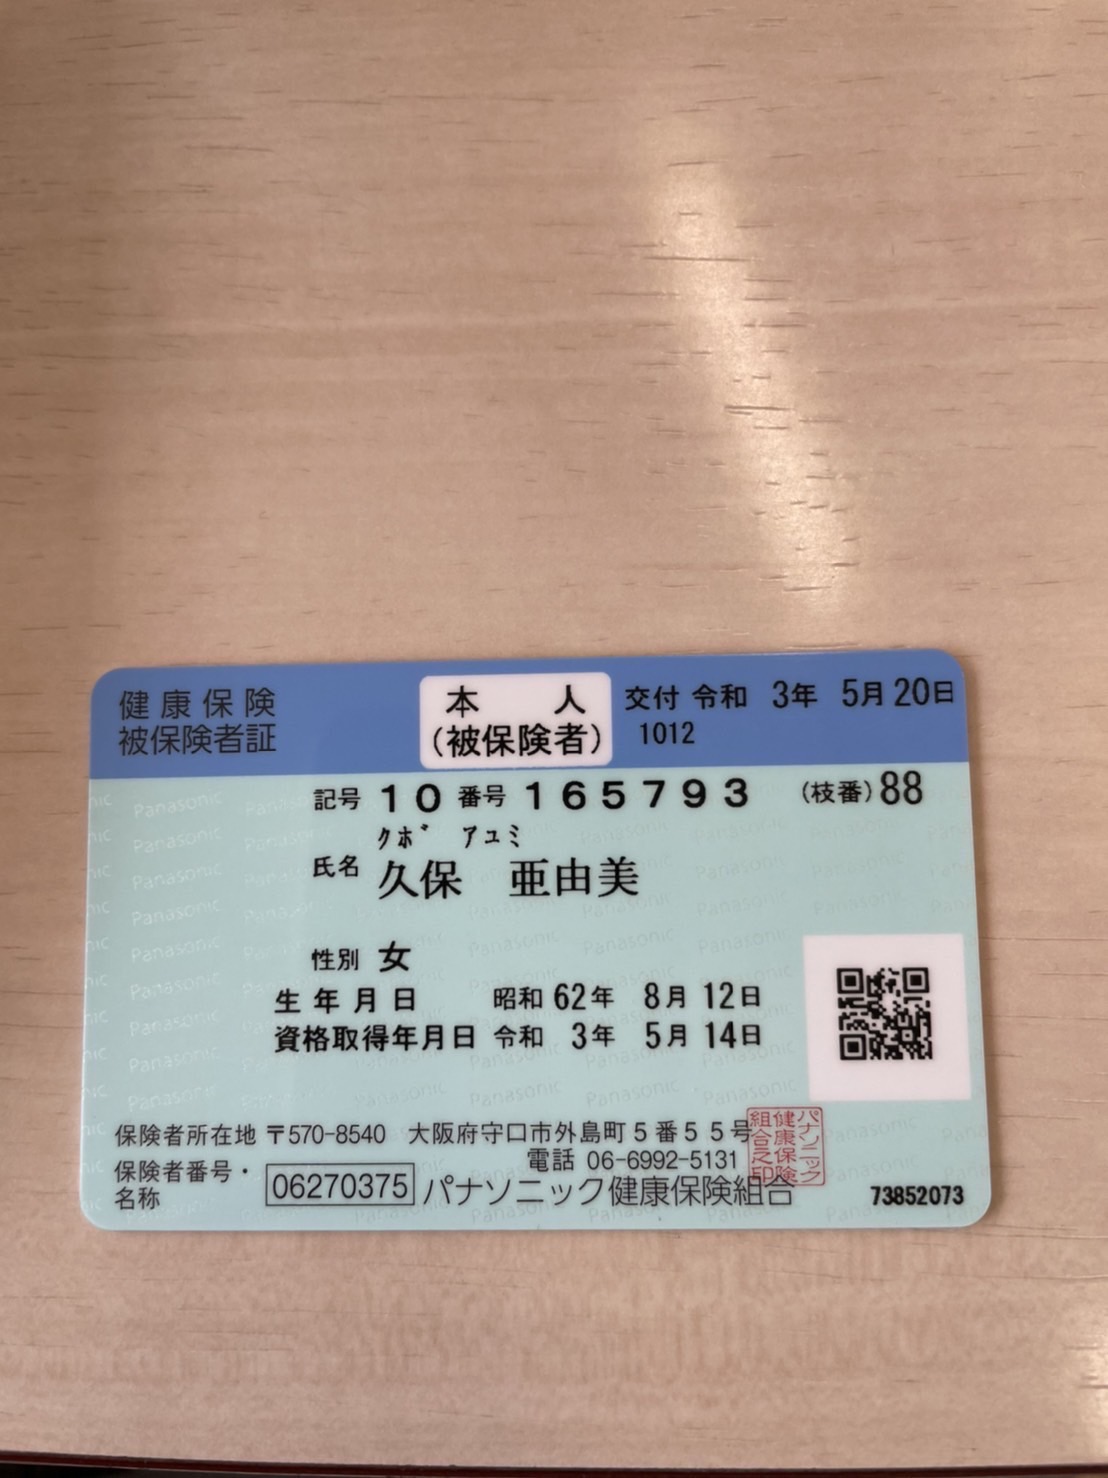 健康保険
被保険者証
本人
(被保険者)
交付 令和 3年 5月20日
1012
記号 10 番号 165793 (枝番)88
クボ アユミ
氏名 久保 亜由美
性別 女
生年月日 昭和62年 8月12日
資格取得年月日 令和 3年 5月14日
保険者所在地 〒570-8540 大阪府守口市外島町5番55号
電話 06-6992-5131
保険者番号・
名称
06270375 パナソニック健康保険組合
パナソニック
健康保険
組合之印
73852073
Panasonic